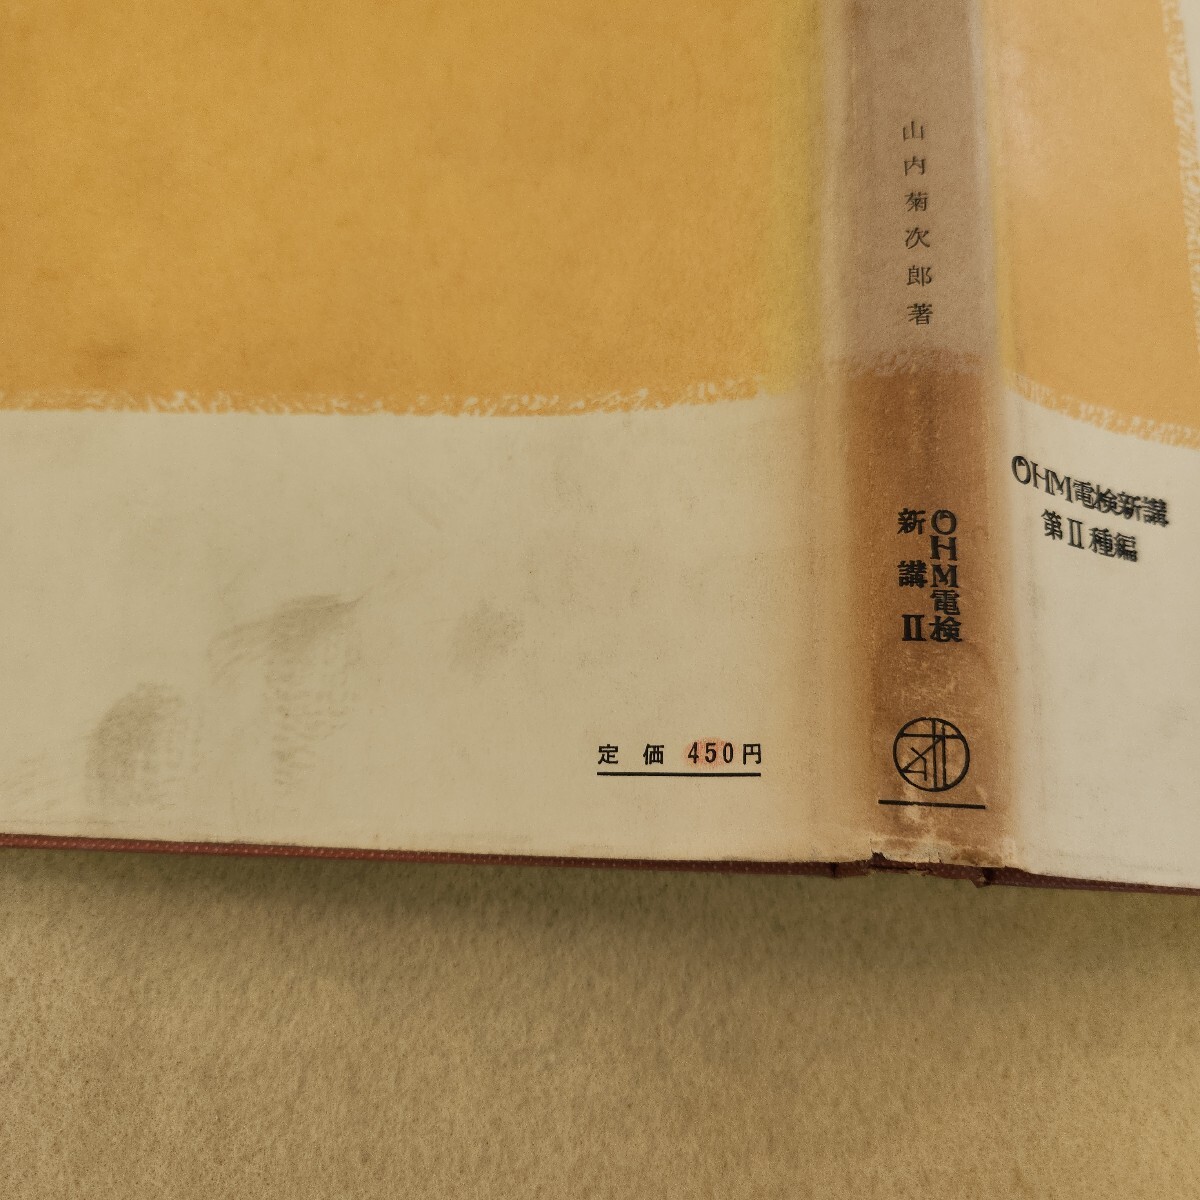 山内菊次郎著
OHM電検
新講 II
OHM電検新講
第II種編
定 価 450円